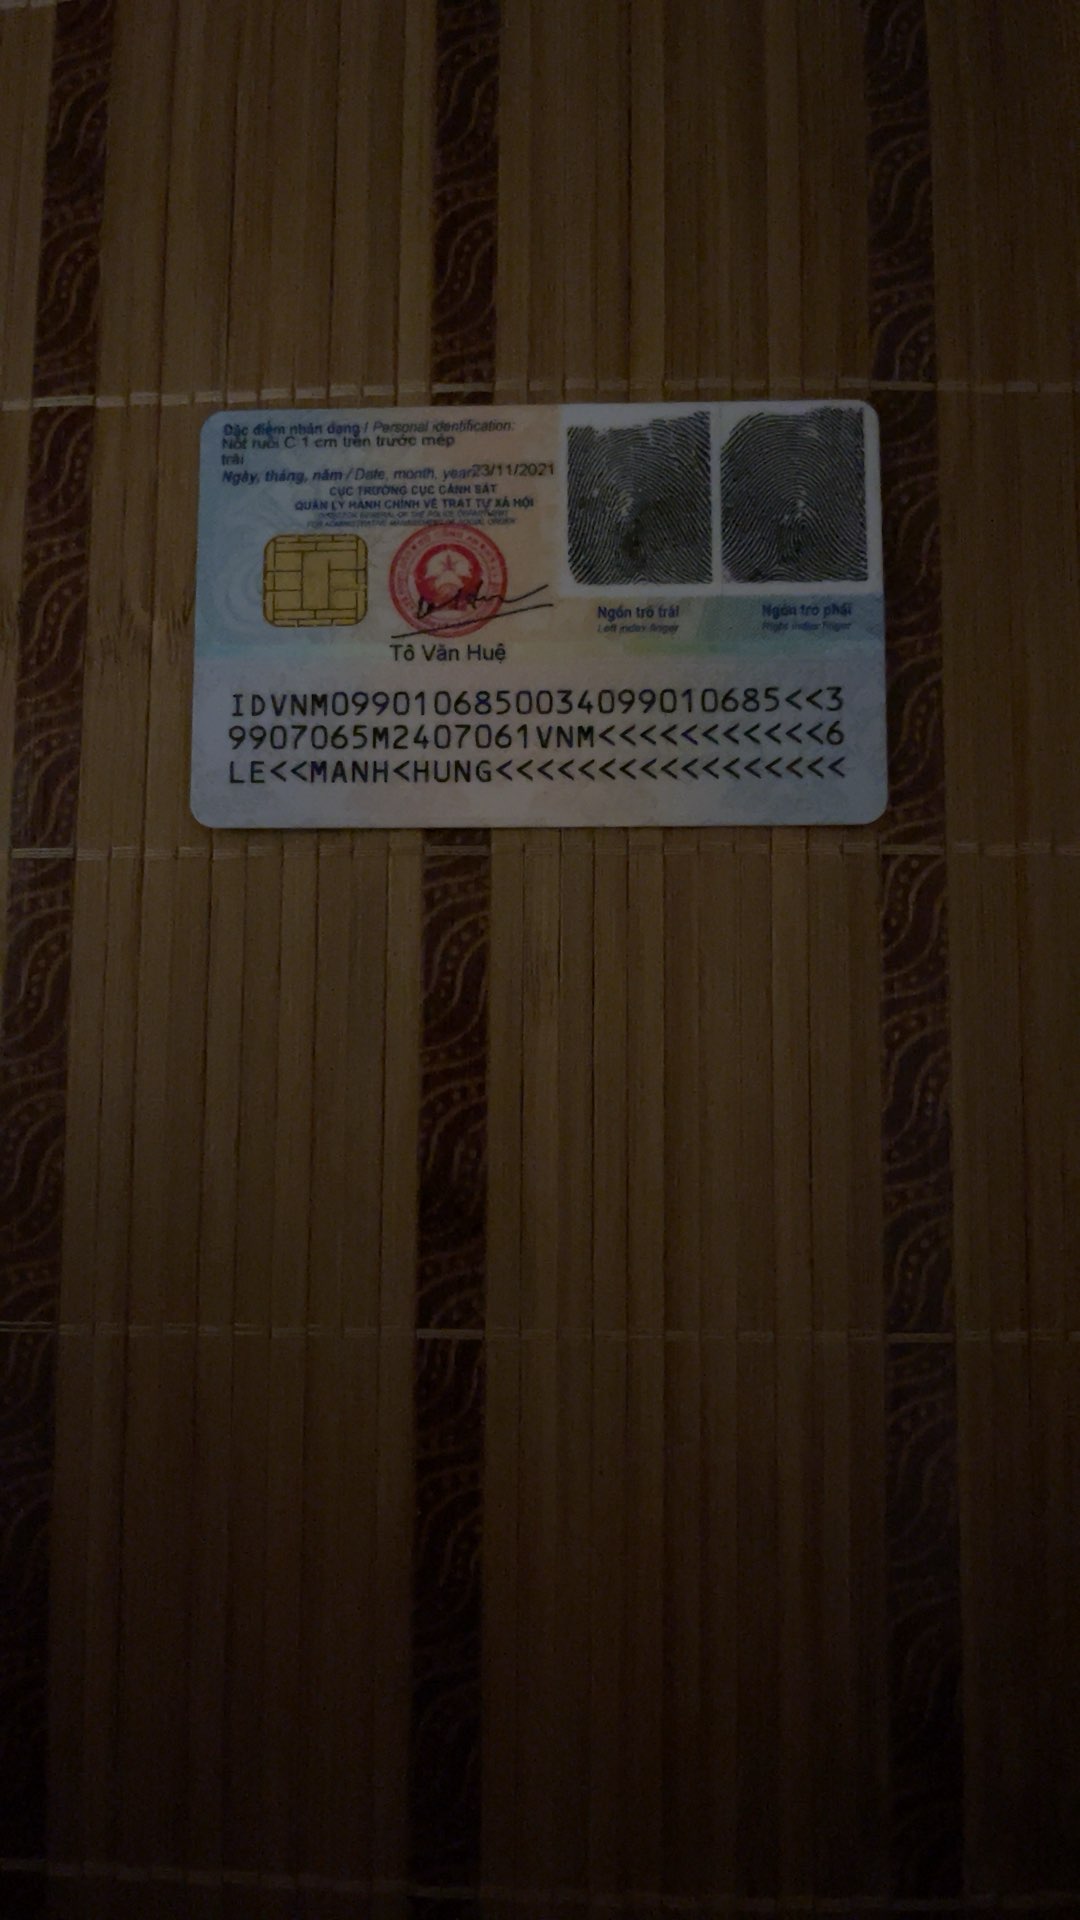 Đặc điểm nhân dạng / Personal identification:
Nốt ruồi C 1 cm trên trước mép
trái
Ngày, tháng, năm / Date, month, year 23/11/2021
CỤC TRƯỞNG CỤC CẢNH SÁT
QUẢN LÝ HÀNH CHÍNH VỀ TRẬT TỰ XÃ HỘI
DIRECTOR GENERAL OF THE POLICE DEPARTMENT
FOR ADMINISTRATIVE MANAGEMENT OF SOCIAL ORDER
Tô Văn Huệ
Ngón trỏ trái
Left index finger
Ngón trỏ phải
Right index finger
IDVNM0990106850034099010685<<3
9907065M2407061VNM<<<<<<<<<<<6
LE<<MANH<HUNG<<<<<<<<<<<<<<<<<